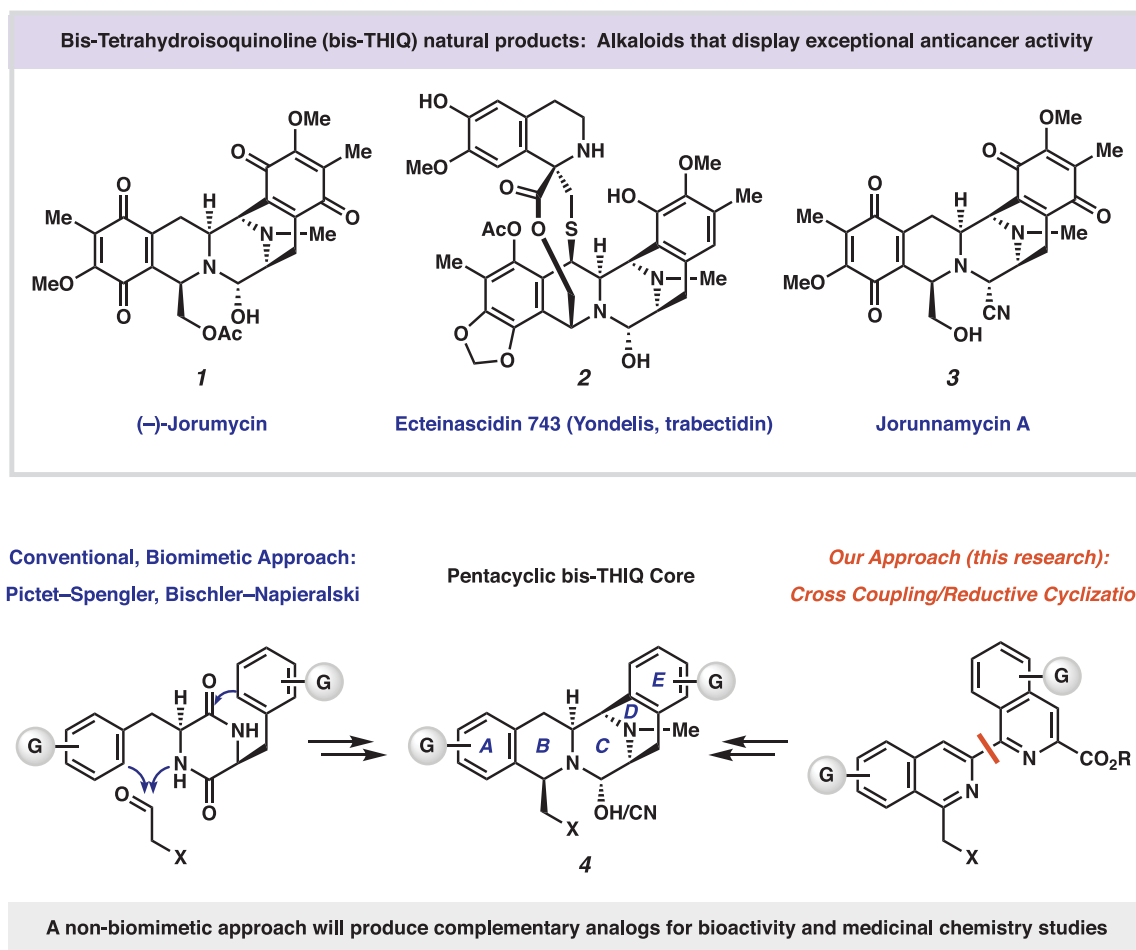 Bis-Tetrahydroisoquinoline (bis-THIQ) natural products: Alkaloids that display exceptional anticancer activity
OMe
O
Me
O
O
H
Me
N
Me
N
MeO
O
OH
OAc
1
(–)-Jorumycin
HO
MeO
NH
O
OMe
HO
Me
AcO
O
S
H
Me
N
Me
N
O
O
OH
2
Ecteinascidin 743 (Yondelis, trabectidin)
OMe
O
Me
O
O
H
Me
N
Me
N
MeO
O
CN
OH
3
Jorunnamycin A
Conventional, Biomimetic Approach:
Pictet–Spengler, Bischler–Napieralski
Pentacyclic bis-THIQ Core
Our Approach (this research):
Cross Coupling/Reductive Cyclizatio
O
G
H
G
NH
NH
O
O
X
E
G
H
D
N
Me
G
A
B
C
N
OH/CN
X
4
G
N
CO2R
G
N
X
A non-biomimetic approach will produce complementary analogs for bioactivity and medicinal chemistry studies